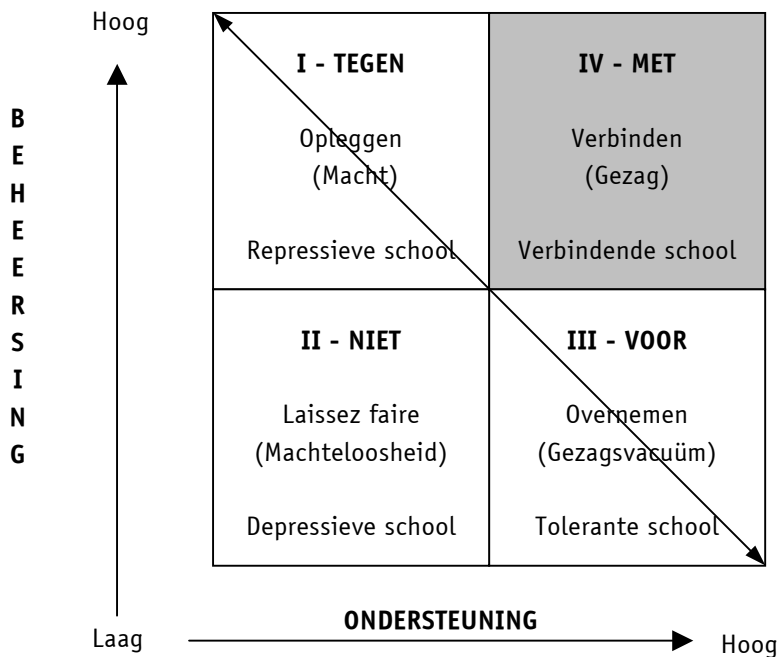 Hoog
BEHEERSING
I - TEGEN
Opleggen
(Macht)
Repressieve school
IV - MET
Verbinden
(Gezag)
Verbindende school
II - NIET
Laissez faire
(Machteloosheid)
Depressieve school
III - VOOR
Overnemen
(Gezagsvacuüm)
Tolerante school
Laag
ONDERSTEUNING
Hoog